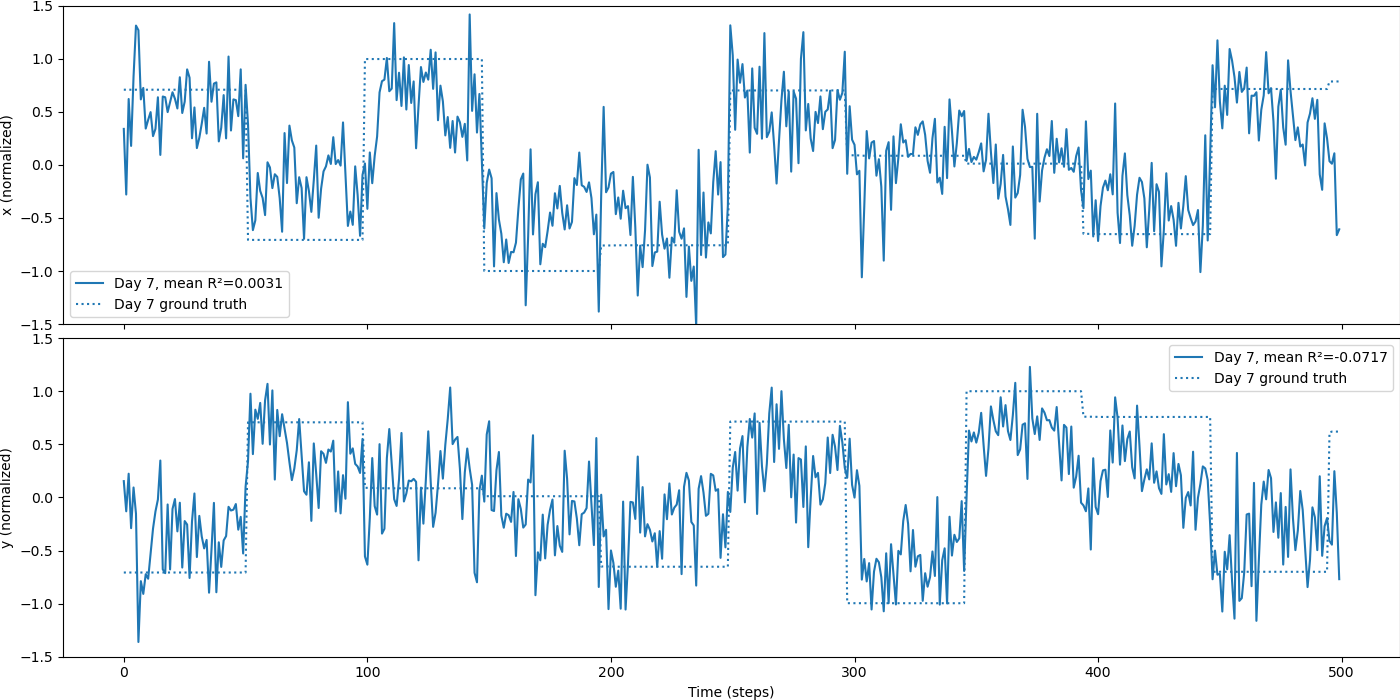 1.5
1.0
0.5
0.0
−0.5
−1.0
−1.5
x (normalized)
Day 7, mean R²=0.0031
Day 7 ground truth
1.5
1.0
0.5
0.0
−0.5
−1.0
−1.5
y (normalized)
Day 7, mean R²=-0.0717
Day 7 ground truth
0 100 200 300 400 500
Time (steps)